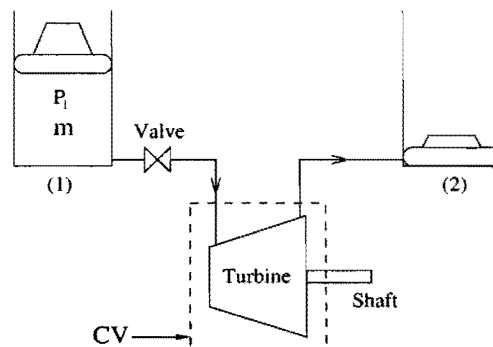 P₁
m
Valve
(1)
(2)
Turbine
Shaft
CV